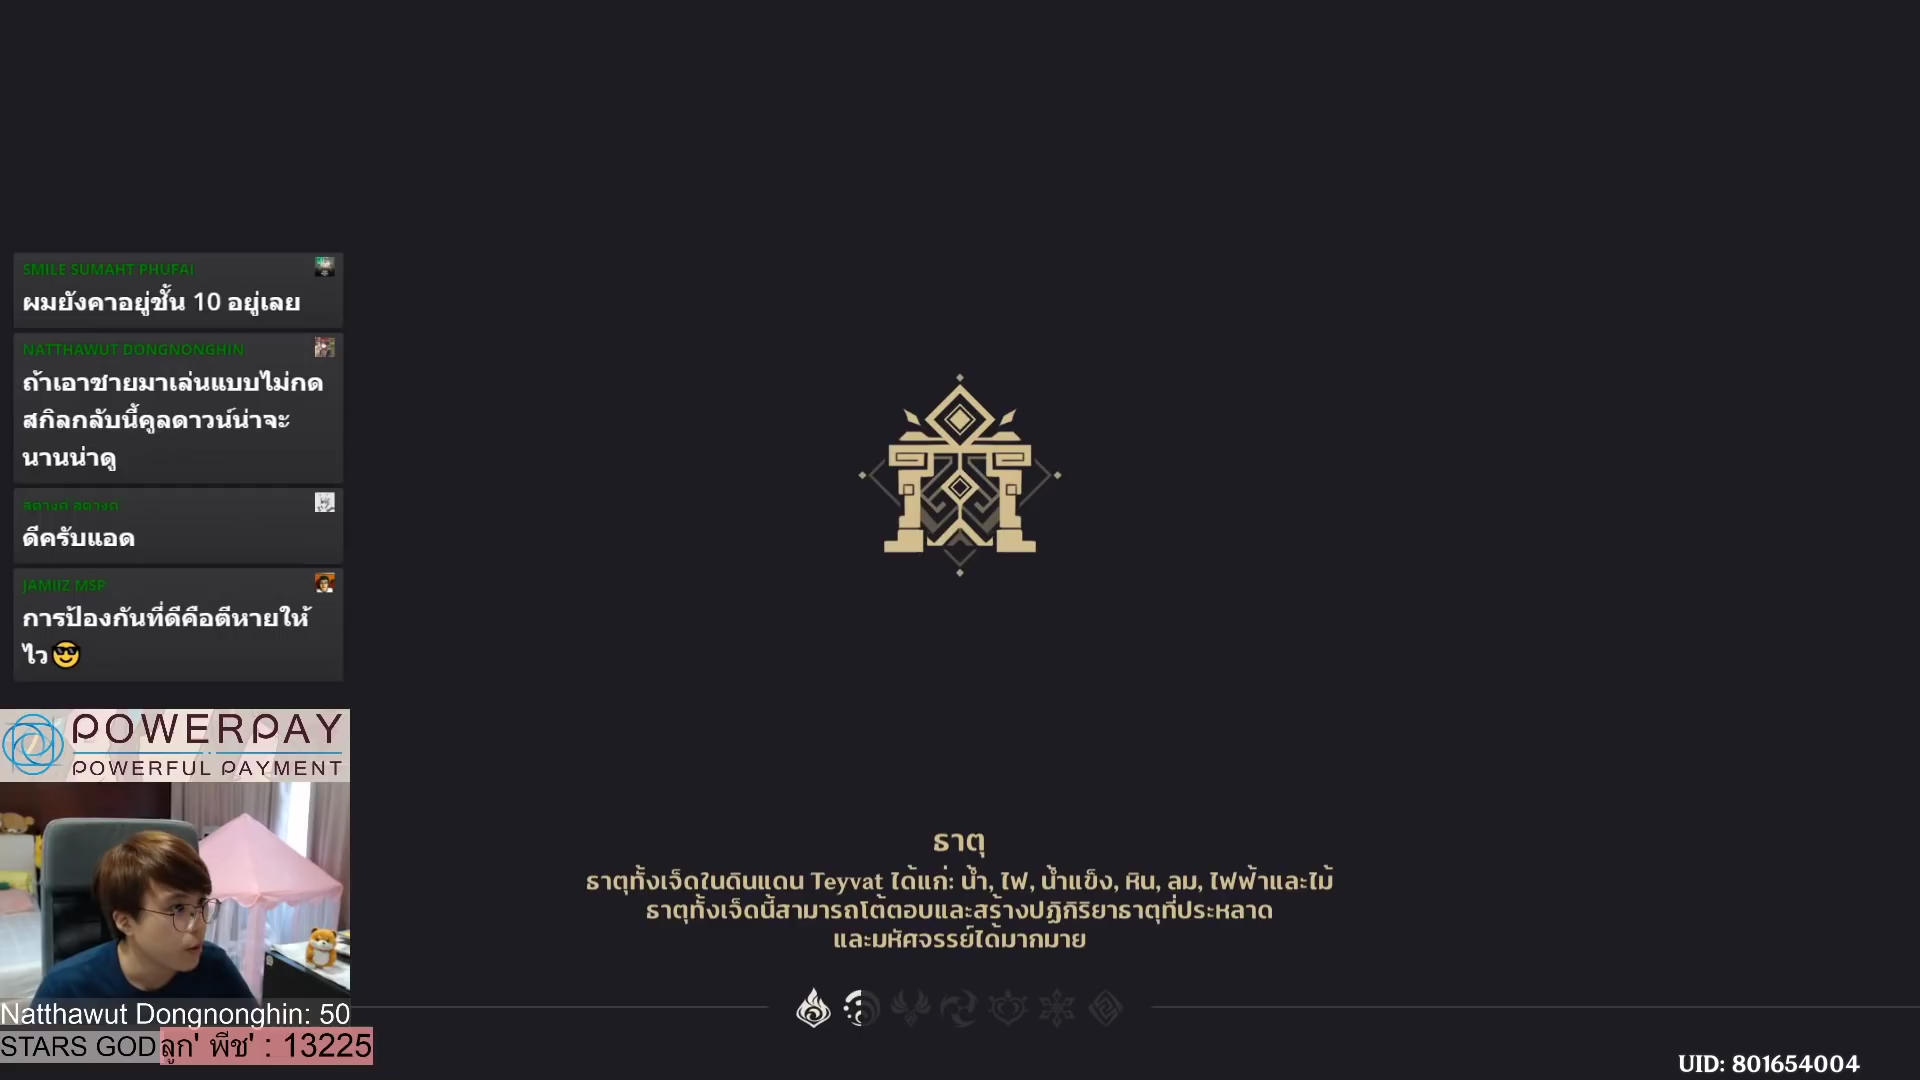 SMILE SUMAHT PHUFAI
ผมยังคาอยู่ชั้น 10 อยู่เลย
NATTHAWUT DONGNONGHIN
ถ้าเอาชายมาเล่นแบบไม่กด
สกิลกลับนี้คูลดาวน์น่าจะ
นานน่าดู
สตางค์ สตางค์
ดีครับแอด
JAMIIZ MSP
การป้องกันที่ดีคือตีหายให้
ไว😎
POWERPAY
POWERFUL PAYMENT
Natthawut Dongnonghin: 50
STARS GOD ลูก' พีช' : 13225
ธาตุ
ธาตุทั้งเจ็ดในดินแดน Teyvat ได้แก่: น้ำ, ไฟ, น้ำแข็ง, หิน, ลม, ไฟฟ้าและไม้
ธาตุทั้งเจ็ดนี้สามารถโต้ตอบและสร้างปฏิกิริยาธาตุที่ประหลาด
และมหัศจรรย์ได้มากมาย
UID: 801654004